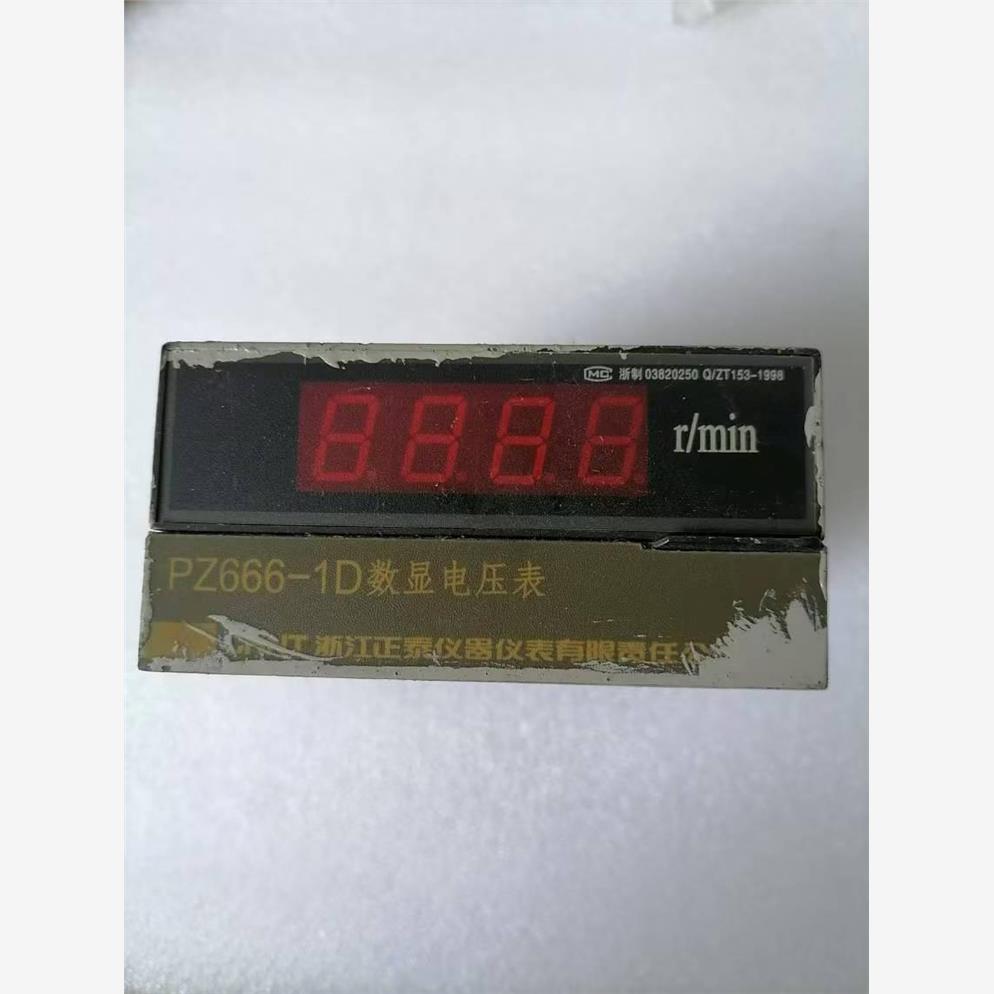 MC 浙制 03820250 Q/ZT153-1998
8.8.8.8.
r/min
PZ666-1D数显电压表
浙江正泰仪器仪表有限责任